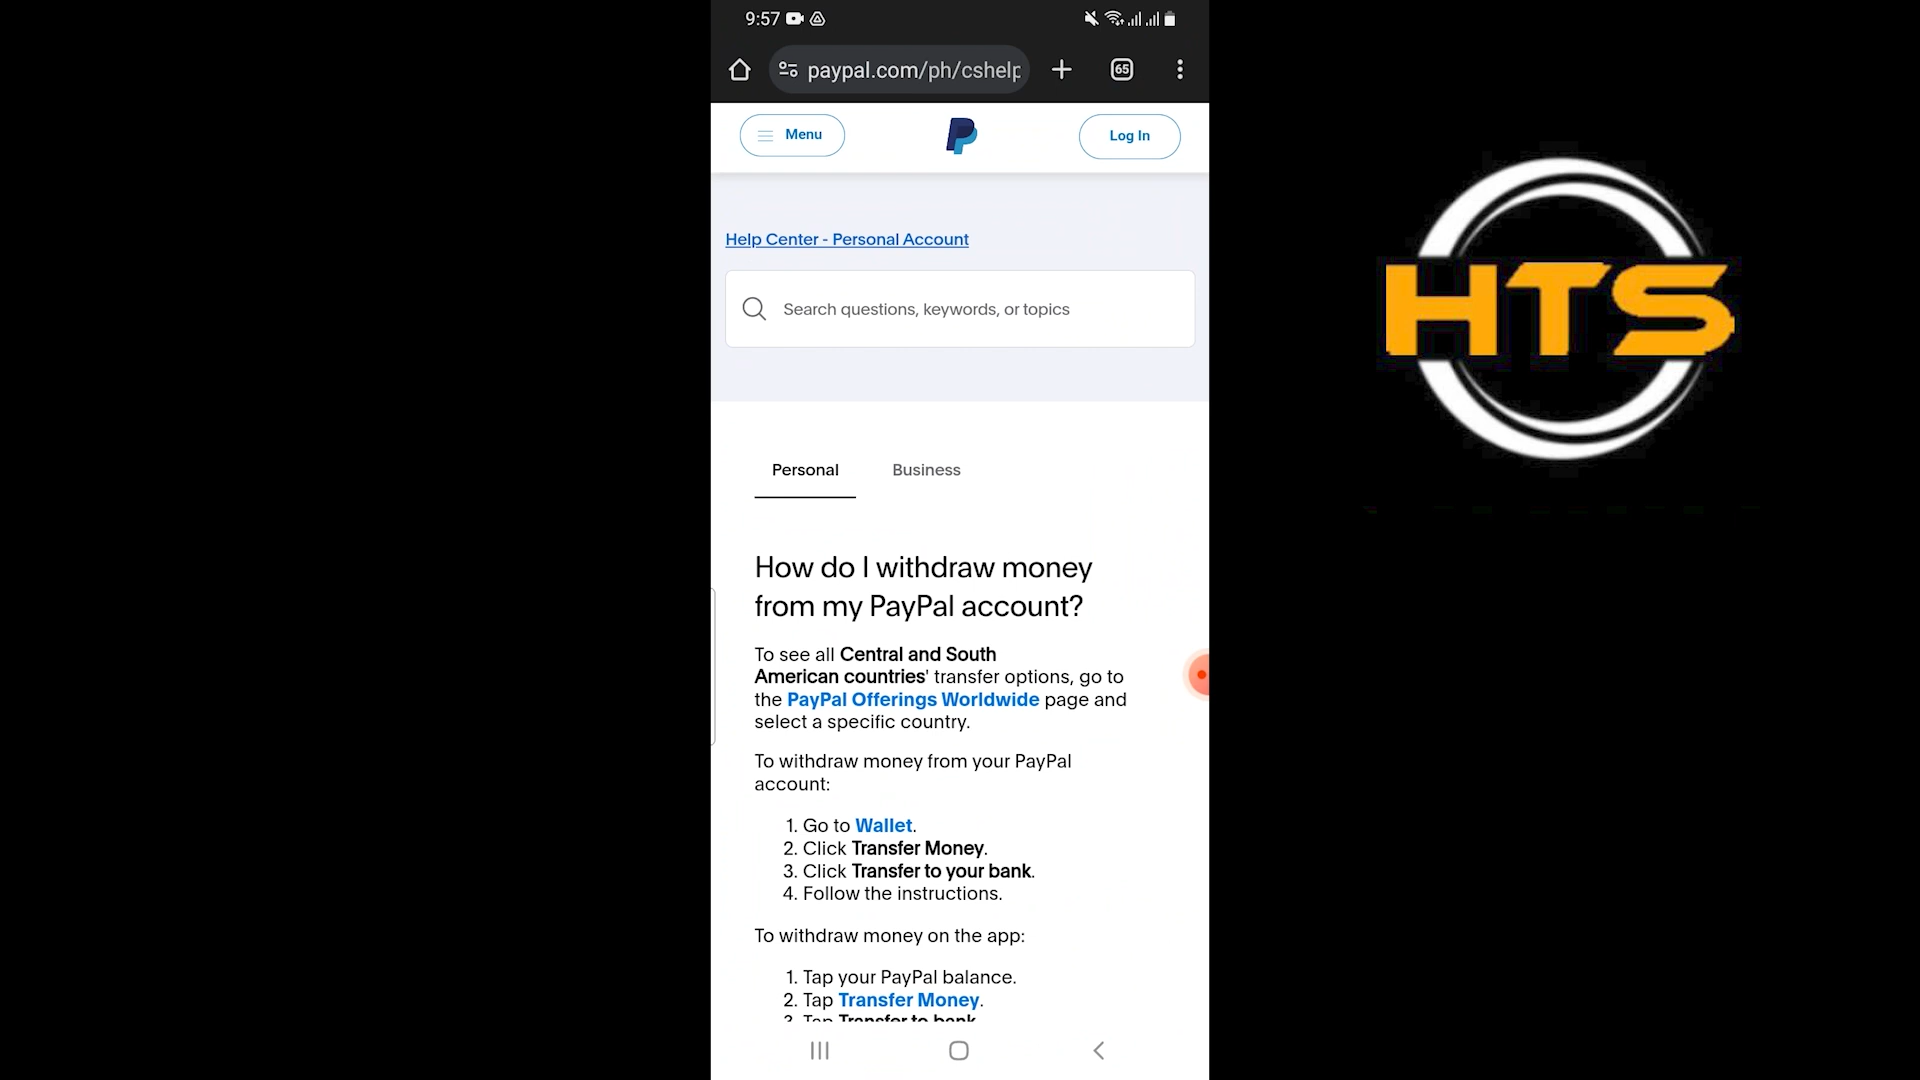 9:57
paypal.com/ph/cshelp
65
Menu
Log In
Help Center - Personal Account
Search questions, keywords, or topics
Personal
Business
How do I withdraw money
from my PayPal account?
To see all Central and South
American countries' transfer options, go to
the PayPal Offerings Worldwide page and
select a specific country.
To withdraw money from your PayPal
account:
1. Go to Wallet.
2. Click Transfer Money.
3. Click Transfer to your bank.
4. Follow the instructions.
To withdraw money on the app:
1. Tap your PayPal balance.
2. Tap Transfer Money.
3. Tap Transfer to bank
HTS